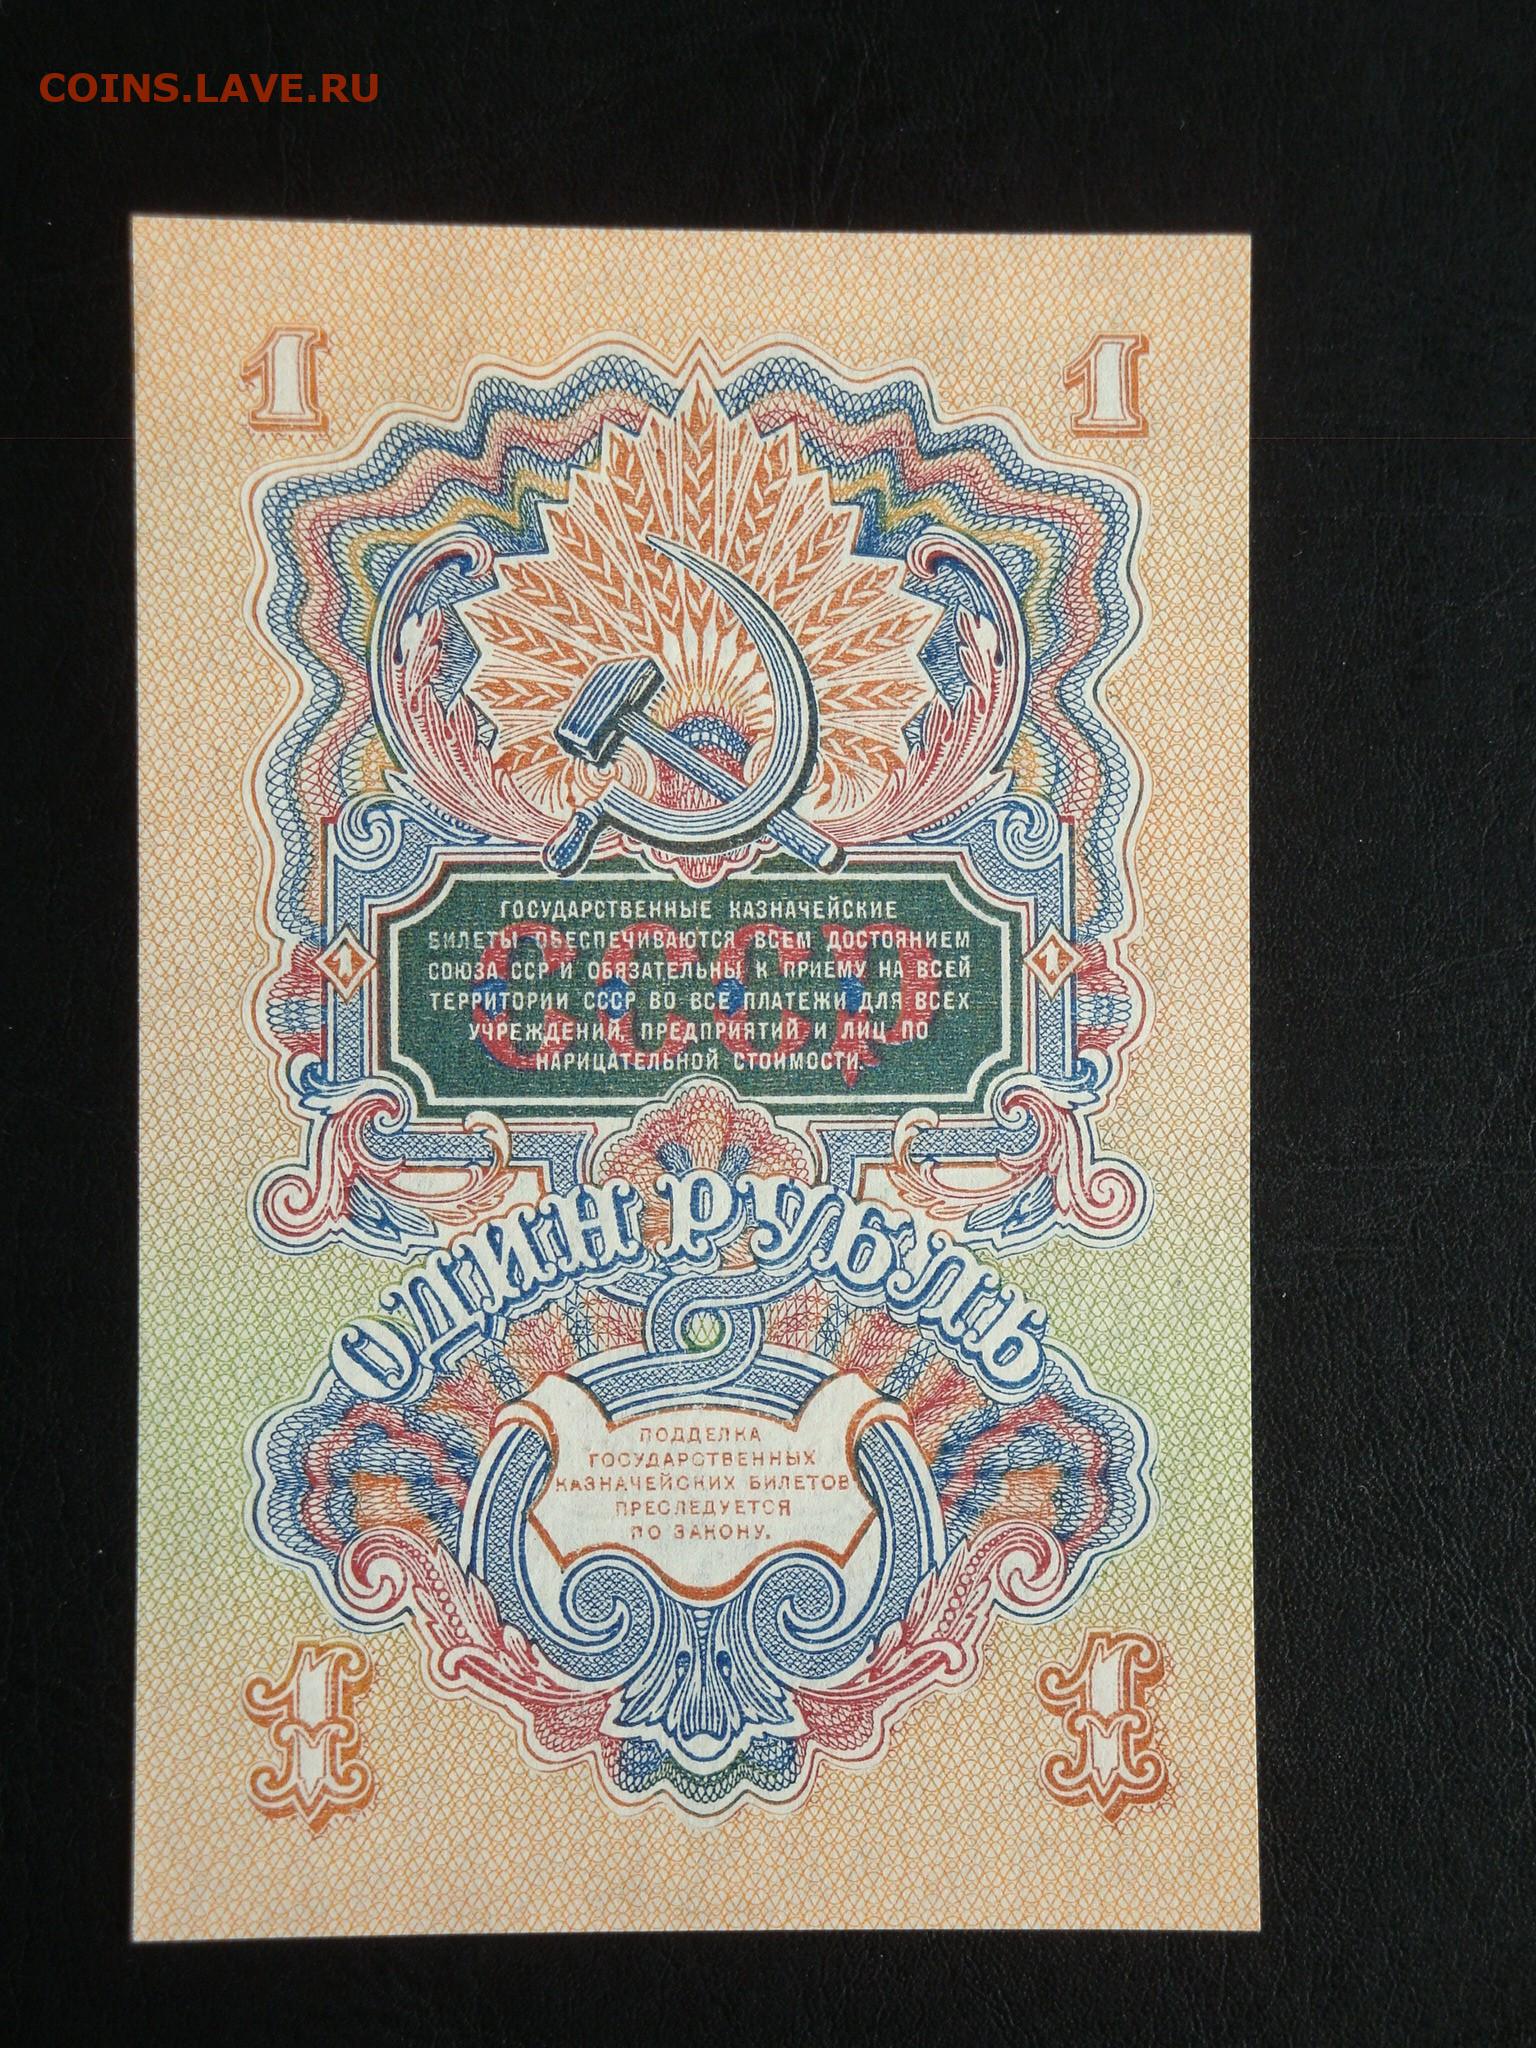 COINS.LAVE.RU
1 1
ГОСУДАРСТВЕННЫЕ КАЗНАЧЕЙСКИЕ
БИЛЕТЫ ОБЕСПЕЧИВАЮТСЯ ВСЕМ ДОСТОЯНИЕМ
СОЮЗА ССР И ОБЯЗАТЕЛЬНЫ К ПРИЕМУ НА ВСЕЙ
ТЕРРИТОРИИ СССР ВО ВСЕ ПЛАТЕЖИ ДЛЯ ВСЕХ
УЧРЕЖДЕНИЙ, ПРЕДПРИЯТИЙ И ЛИЦ ПО
НАРИЦАТЕЛЬНОЙ СТОИМОСТИ.
СССР
1 1
ОДИН РУБЛЬ
ПОДДЕЛКА
ГОСУДАРСТВЕННЫХ
КАЗНАЧЕЙСКИХ БИЛЕТОВ
ПРЕСЛЕДУЕТСЯ
ПО ЗАКОНУ.
1 1